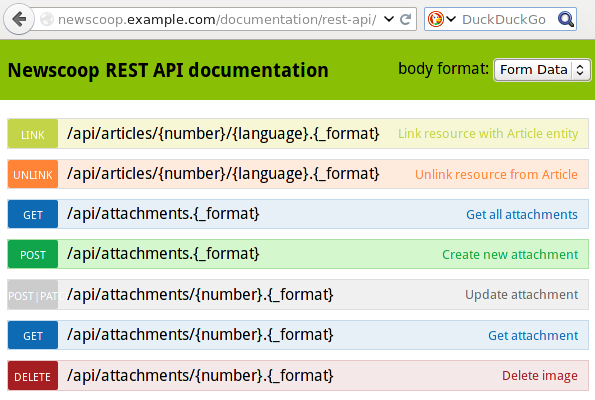 newscoop.example.com/documentation/rest-api/ DuckDuckGo
Newscoop REST API documentation body format: Form Data
LINK /api/articles/{number}/{language}.{_format} Link resource with Article entity
UNLINK /api/articles/{number}/{language}.{_format} Unlink resource from Article
GET /api/attachments.{_format} Get all attachments
POST /api/attachments.{_format} Create new attachment
POST|PATC /api/attachments/{number}.{_format} Update attachment
GET /api/attachments/{number}.{_format} Get attachment
DELETE /api/attachments/{number}.{_format} Delete image